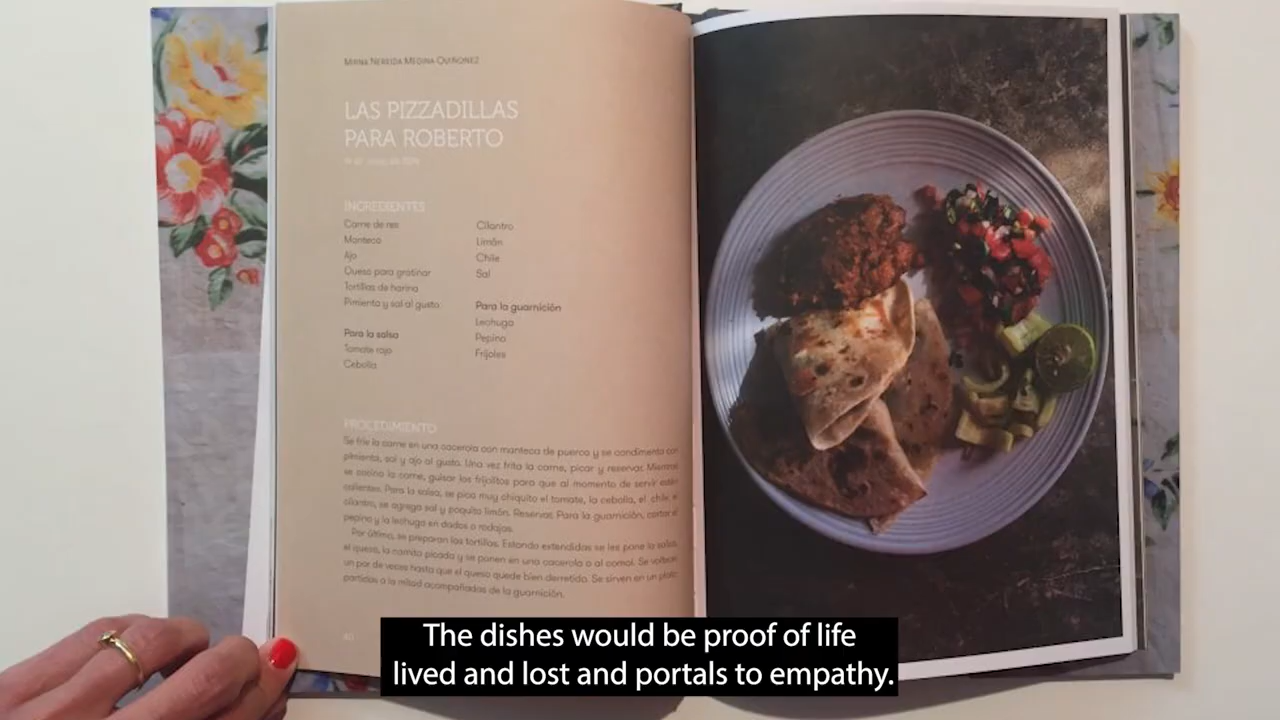 MIRNA NEREIDA MEDINA QUIÑONEZ
LAS PIZZADILLAS
PARA ROBERTO
INGREDIENTES
Carne de res
Manteca
Ajo
Queso para gratinar
Tortillas de harina
Pimienta y sal al gusto
Para la salsa
Tomate rojo
Cebolla
Cilantro
Limón
Chile
Sal
Para la guarnición
Lechuga
Pepino
Frijoles
PROCEDIMIENTO
Se fríe la carne en una cacerola con manteca de puerco y se condimenta con
pimienta, sal y ajo al gusto. Una vez frita la carne, picar y reservar. Mientras
se cocina la carne, guisar los frijolitos para que al momento de servir estén
calientes. Para la salsa, se pica muy chiquito el tomate, la cebolla, el chile, el
cilantro, se agrega sal y poquito limón. Reservar. Para la guarnición, cortar el
pepino y la lechuga en dados o rodajas.
Por último, se preparan las tortillas. Estando extendidas se les pone la salsa,
el queso, la carnita picada y se ponen en una cacerola o al comal. Se voltean
un par de veces hasta que el queso quede bien derretido. Se sirven en un plato
partidas a la mitad acompañadas de la guarnición.
60
The dishes would be proof of life
lived and lost and portals to empathy.